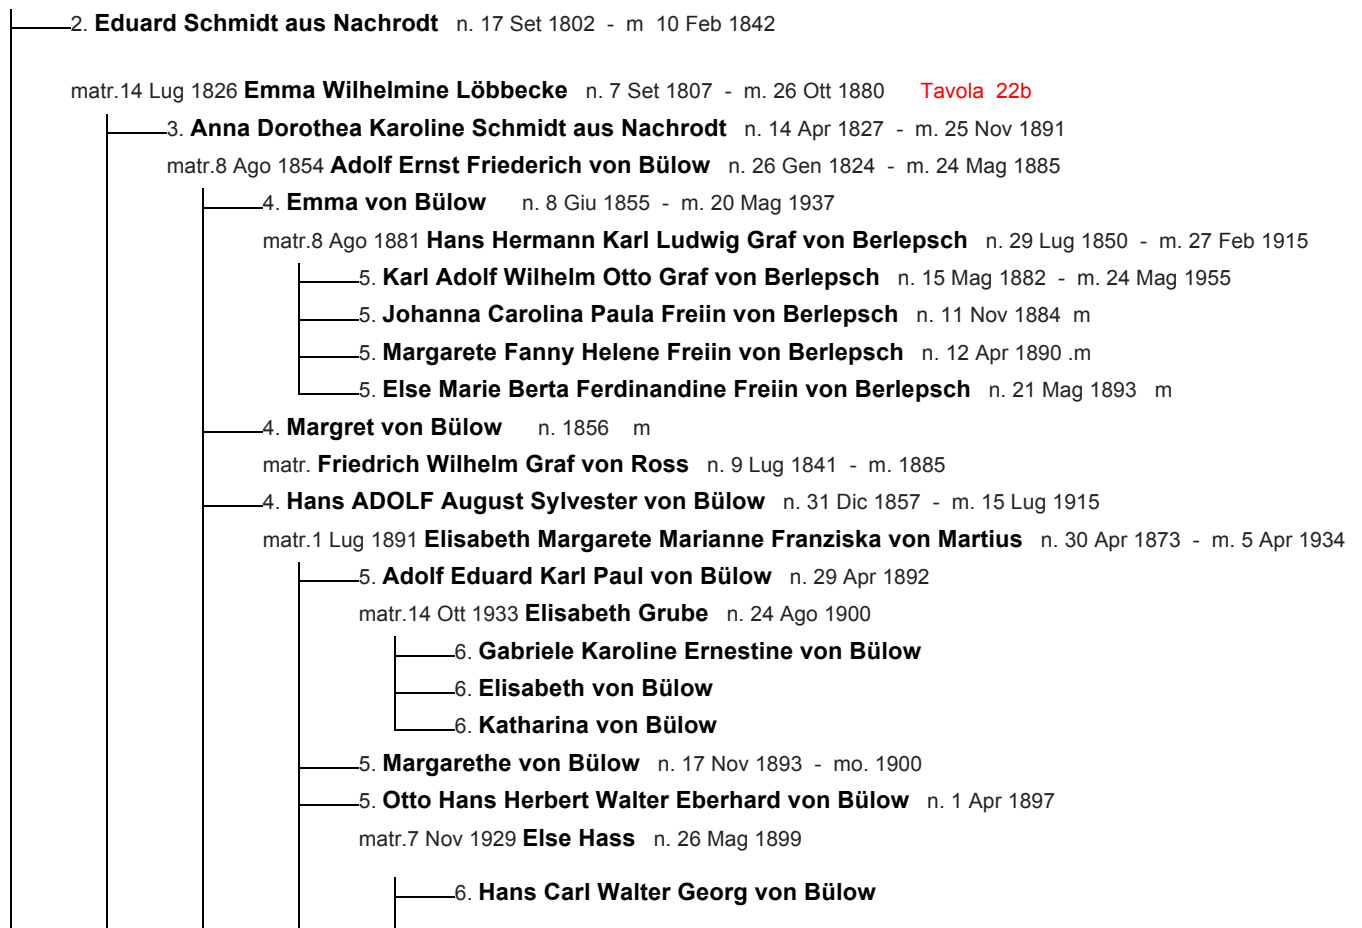 2. Eduard Schmidt aus Nachrodt n. 17 Set 1802 - m 10 Feb 1842
matr.14 Lug 1826 Emma Wilhelmine Löbbecke n. 7 Set 1807 - m. 26 Ott 1880 Tavola 22b
3. Anna Dorothea Karoline Schmidt aus Nachrodt n. 14 Apr 1827 - m. 25 Nov 1891
matr.8 Ago 1854 Adolf Ernst Friederich von Bülow n. 26 Gen 1824 - m. 24 Mag 1885
4. Emma von Bülow n. 8 Giu 1855 - m. 20 Mag 1937
matr.8 Ago 1881 Hans Hermann Karl Ludwig Graf von Berlepsch n. 29 Lug 1850 - m. 27 Feb 1915
5. Karl Adolf Wilhelm Otto Graf von Berlepsch n. 15 Mag 1882 - m. 24 Mag 1955
5. Johanna Carolina Paula Freiin von Berlepsch n. 11 Nov 1884 m
5. Margarete Fanny Helene Freiin von Berlepsch n. 12 Apr 1890 .m
5. Else Marie Berta Ferdinandine Freiin von Berlepsch n. 21 Mag 1893 m
4. Margret von Bülow n. 1856 m
matr. Friedrich Wilhelm Graf von Ross n. 9 Lug 1841 - m. 1885
4. Hans ADOLF August Sylvester von Bülow n. 31 Dic 1857 - m. 15 Lug 1915
matr.1 Lug 1891 Elisabeth Margarete Marianne Franziska von Martius n. 30 Apr 1873 - m. 5 Apr 1934
5. Adolf Eduard Karl Paul von Bülow n. 29 Apr 1892
matr.14 Ott 1933 Elisabeth Grube n. 24 Ago 1900
6. Gabriele Karoline Ernestine von Bülow
6. Elisabeth von Bülow
6. Katharina von Bülow
5. Margarethe von Bülow n. 17 Nov 1893 - mo. 1900
5. Otto Hans Herbert Walter Eberhard von Bülow n. 1 Apr 1897
matr.7 Nov 1929 Else Hass n. 26 Mag 1899
6. Hans Carl Walter Georg von Bülow